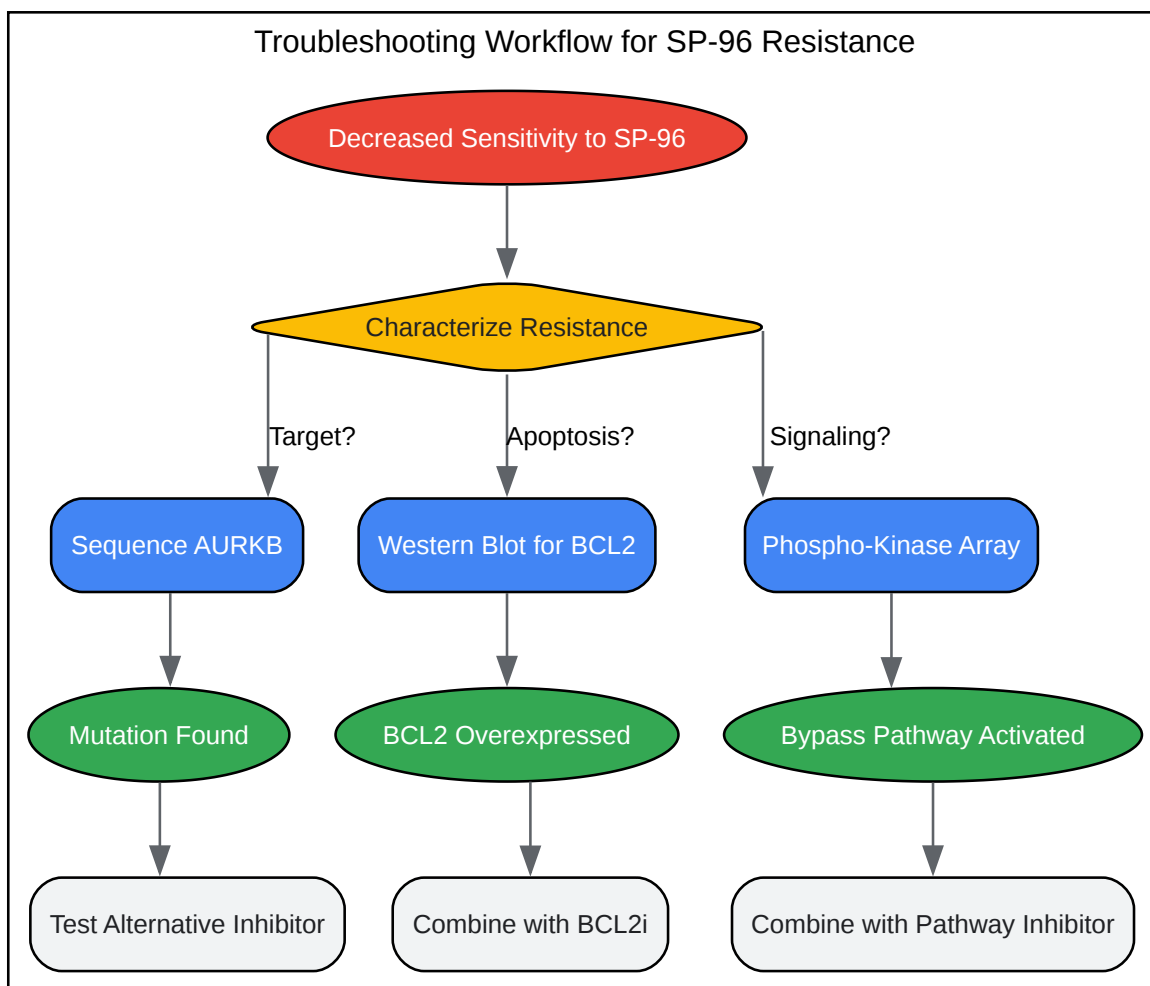 Troubleshooting Workflow for SP-96 Resistance
Decreased Sensitivity to SP-96
Characterize Resistance
Target?
Apoptosis?
Signaling?
Sequence AURKB
Western Blot for BCL2
Phospho-Kinase Array
Mutation Found
BCL2 Overexpressed
Bypass Pathway Activated
Test Alternative Inhibitor
Combine with BCL2i
Combine with Pathway Inhibitor